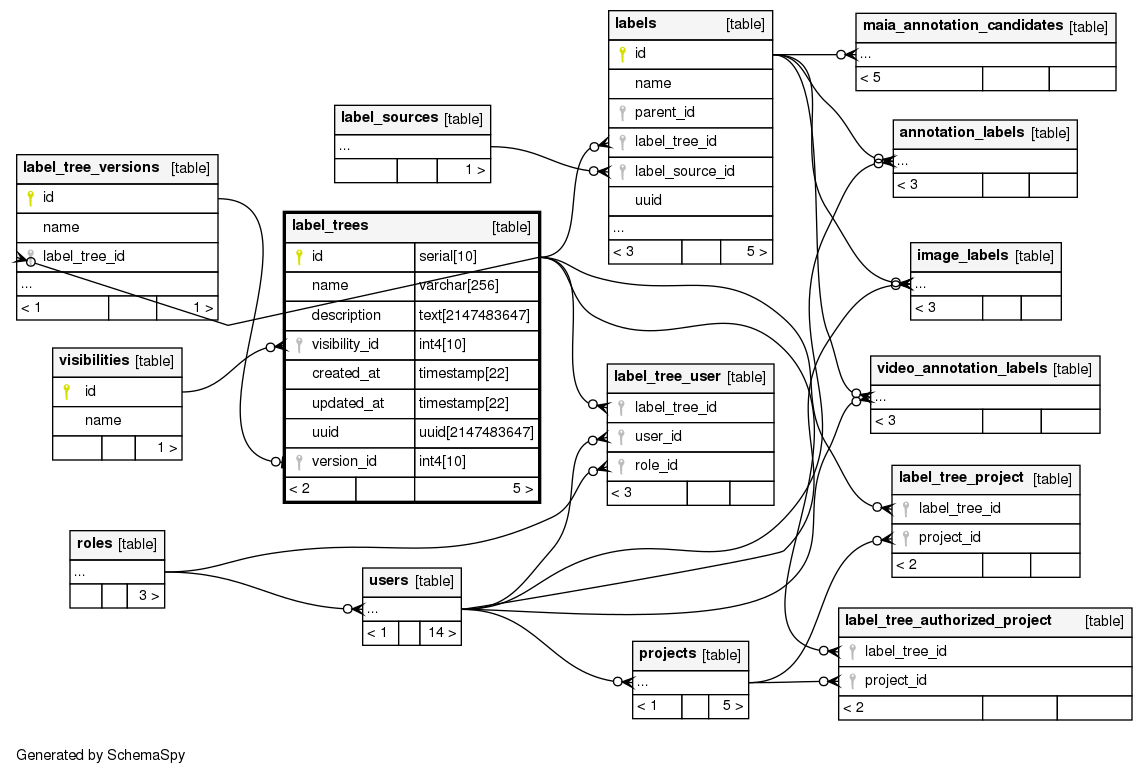 labels [table]
id
name
parent_id
label_tree_id
label_source_id
uuid
...
< 3 5 >
maia_annotation_candidates [table]
...
< 5
label_sources [table]
...
1 >
annotation_labels [table]
...
< 3
label_tree_versions [table]
id
name
label_tree_id
...
< 1 1 >
label_trees [table]
id serial[10]
name varchar[256]
description text[2147483647]
visibility_id int4[10]
created_at timestamp[22]
updated_at timestamp[22]
uuid uuid[2147483647]
version_id int4[10]
< 2 5 >
image_labels [table]
...
< 3
visibilities [table]
id
name
1 >
label_tree_user [table]
label_tree_id
user_id
role_id
< 3
video_annotation_labels [table]
...
< 3
label_tree_project [table]
label_tree_id
project_id
< 2
roles [table]
...
3 >
users [table]
...
< 1 14 >
projects [table]
...
< 1 5 >
label_tree_authorized_project [table]
label_tree_id
project_id
< 2
Generated by SchemaSpy